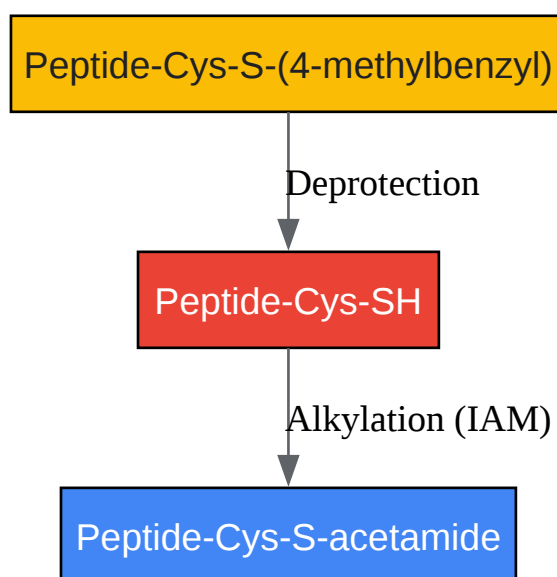 Peptide-Cys-S-(4-methylbenzyl)
Deprotection
Peptide-Cys-SH
Alkylation (IAM)
Peptide-Cys-S-acetamide